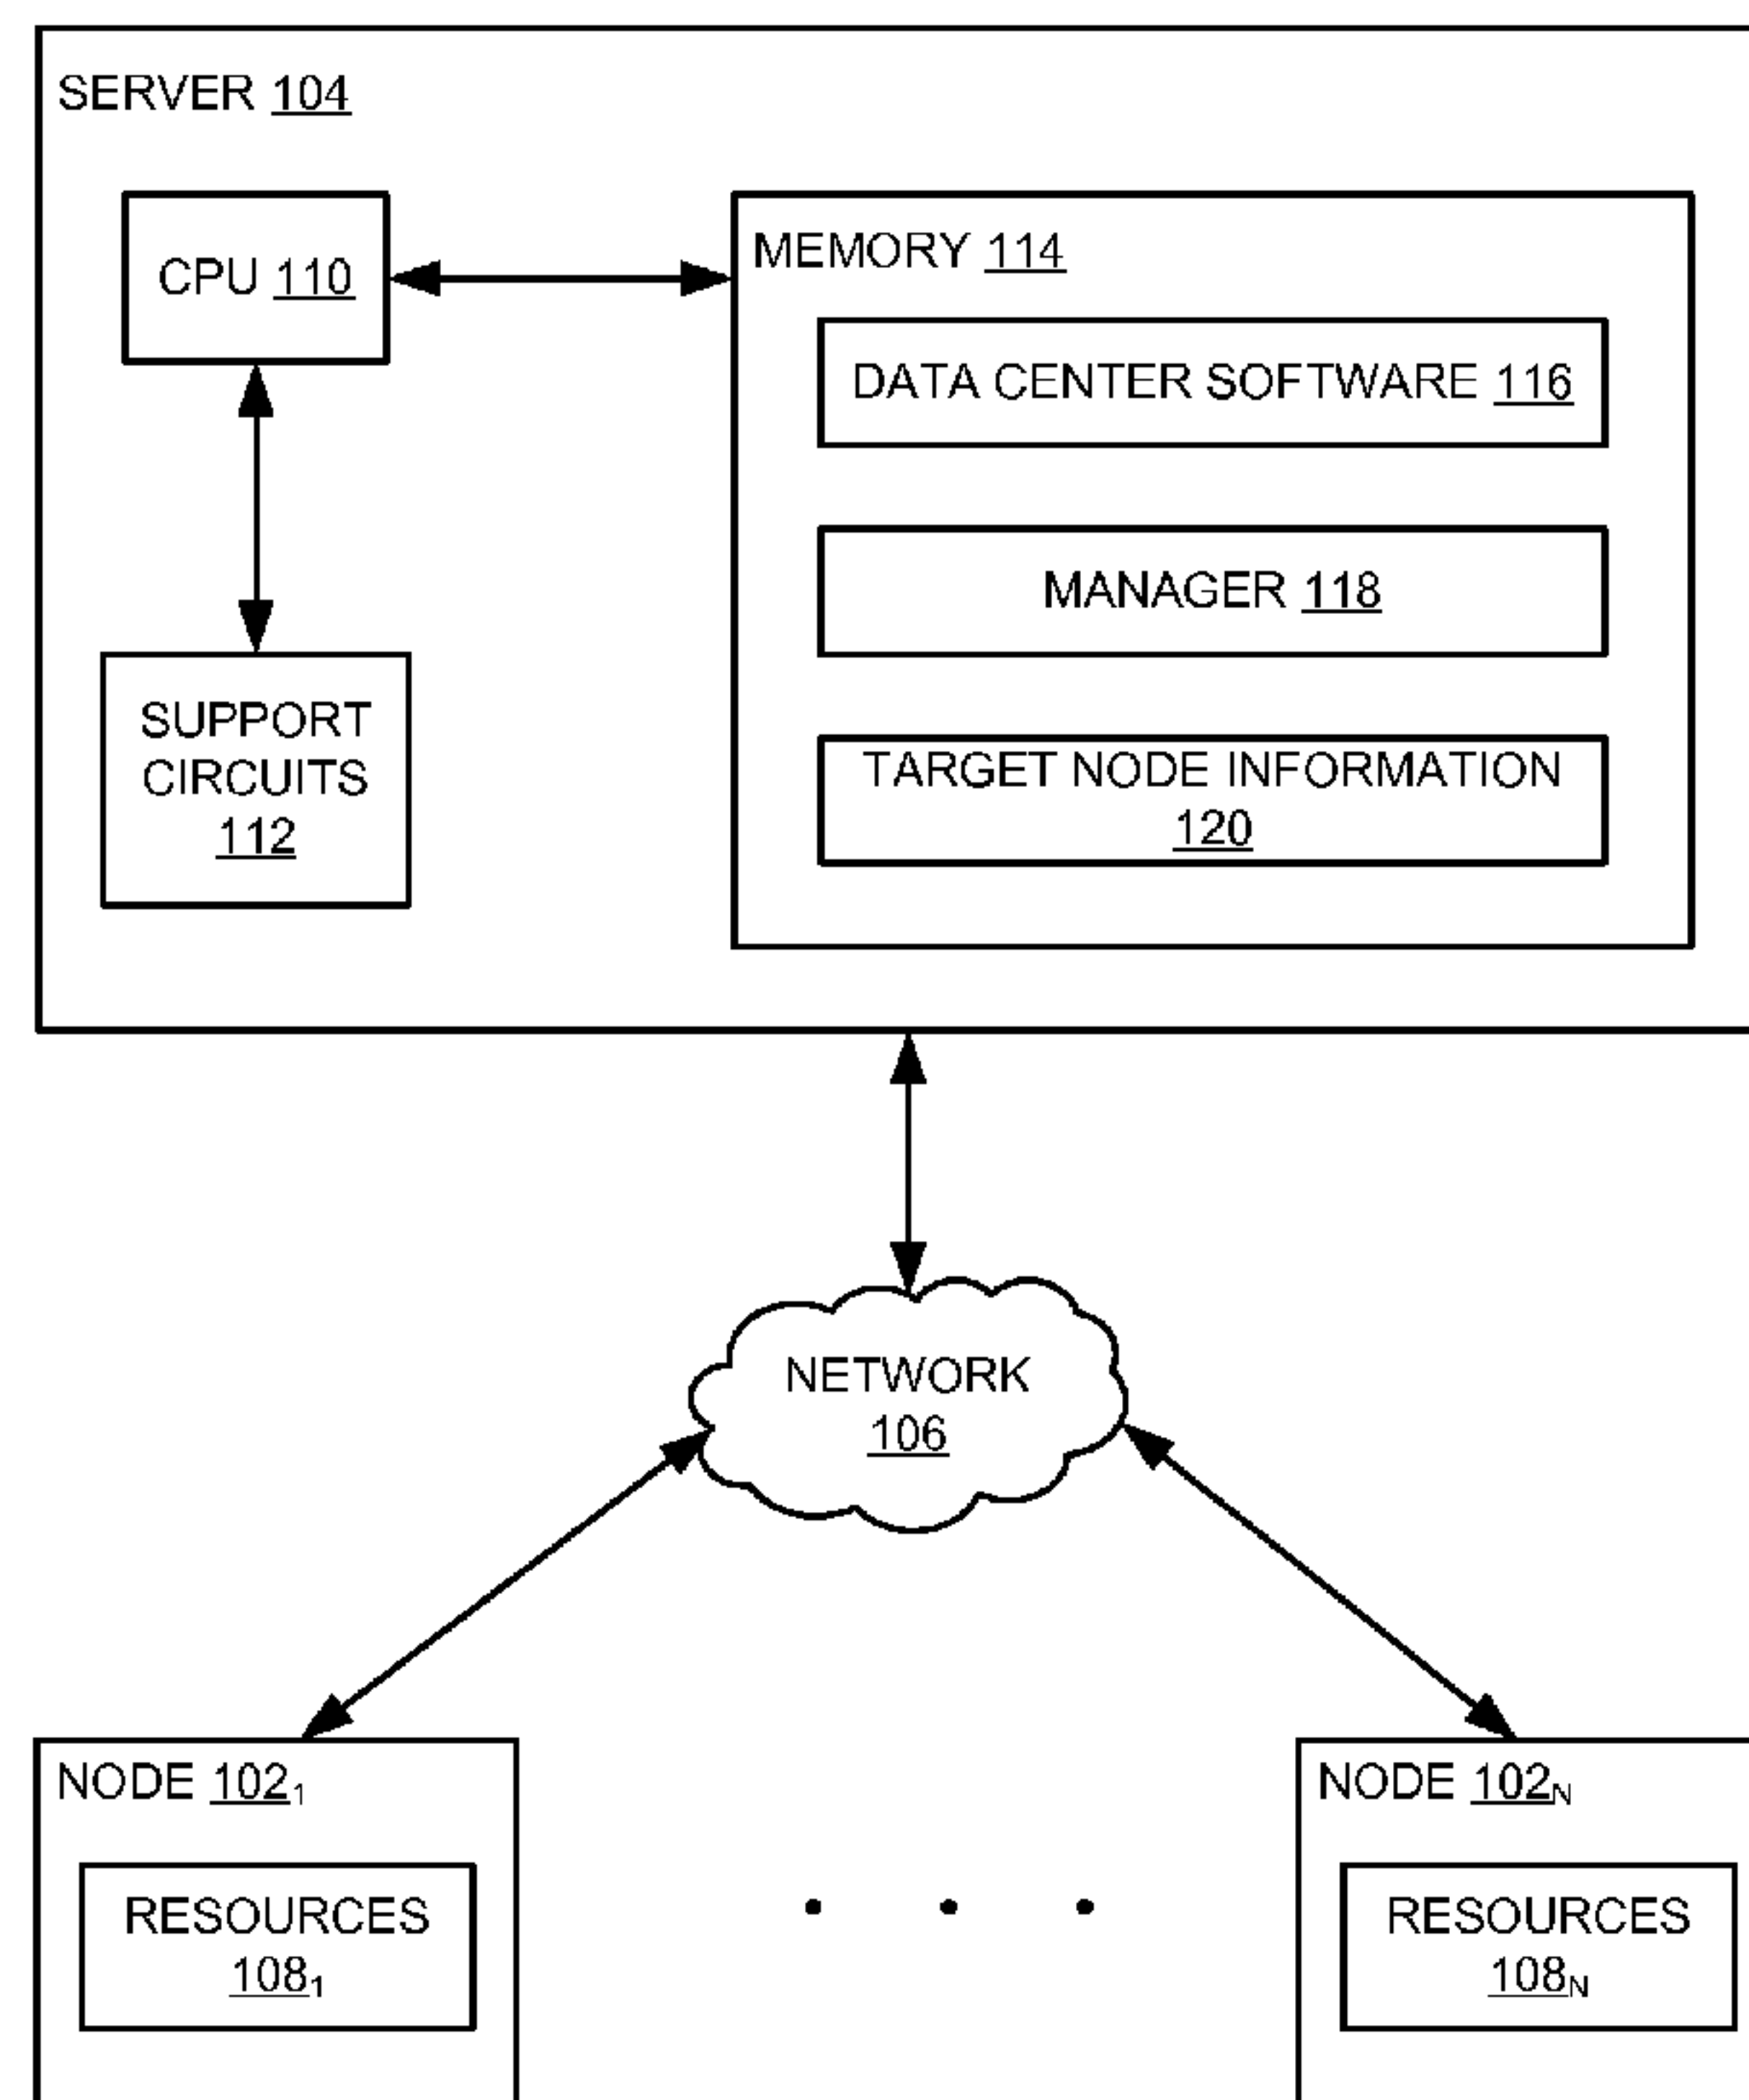 SERVER 104
CPU 110
MEMORY 114
DATA CENTER SOFTWARE 116
MANAGER 118
SUPPORT
CIRCUITS
112
TARGET NODE INFORMATION
120
NETWORK
106
NODE 102₁
RESOURCES
108₁
NODE 102N
RESOURCES
108N